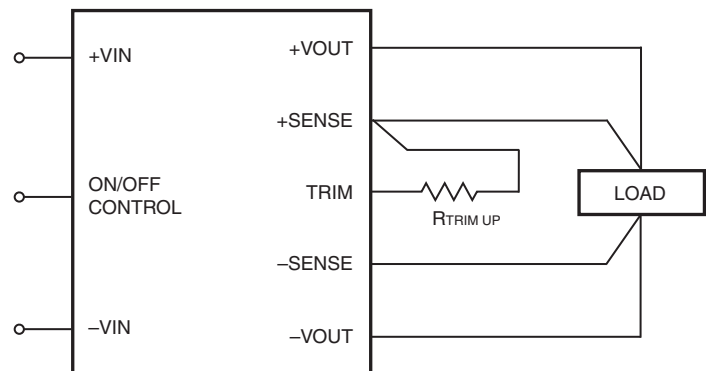 +VIN
+VOUT
+SENSE
ON/OFF
CONTROL
TRIM
RTRIM UP
LOAD
–SENSE
–VIN
–VOUT